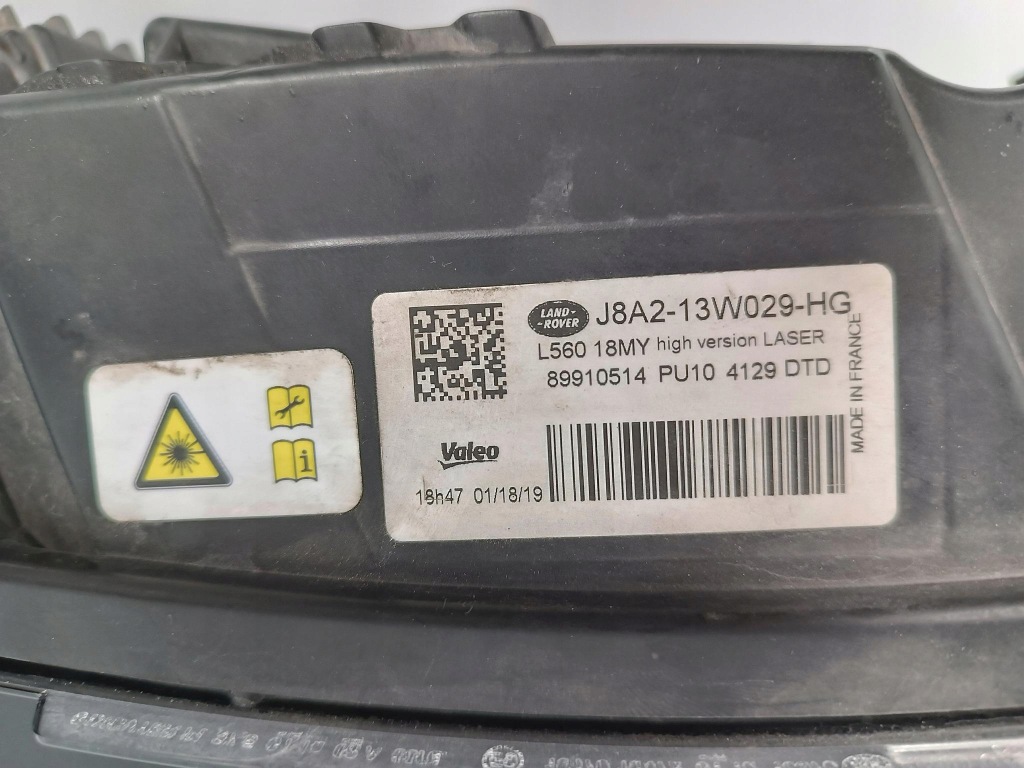 LAND-
-ROVER
J8A2-13W029-HG
L560 18MY high version LASER
89910514 PU10 4129 DTD
MADE IN FRANCE
Valeo
18h47 01/18/19
i